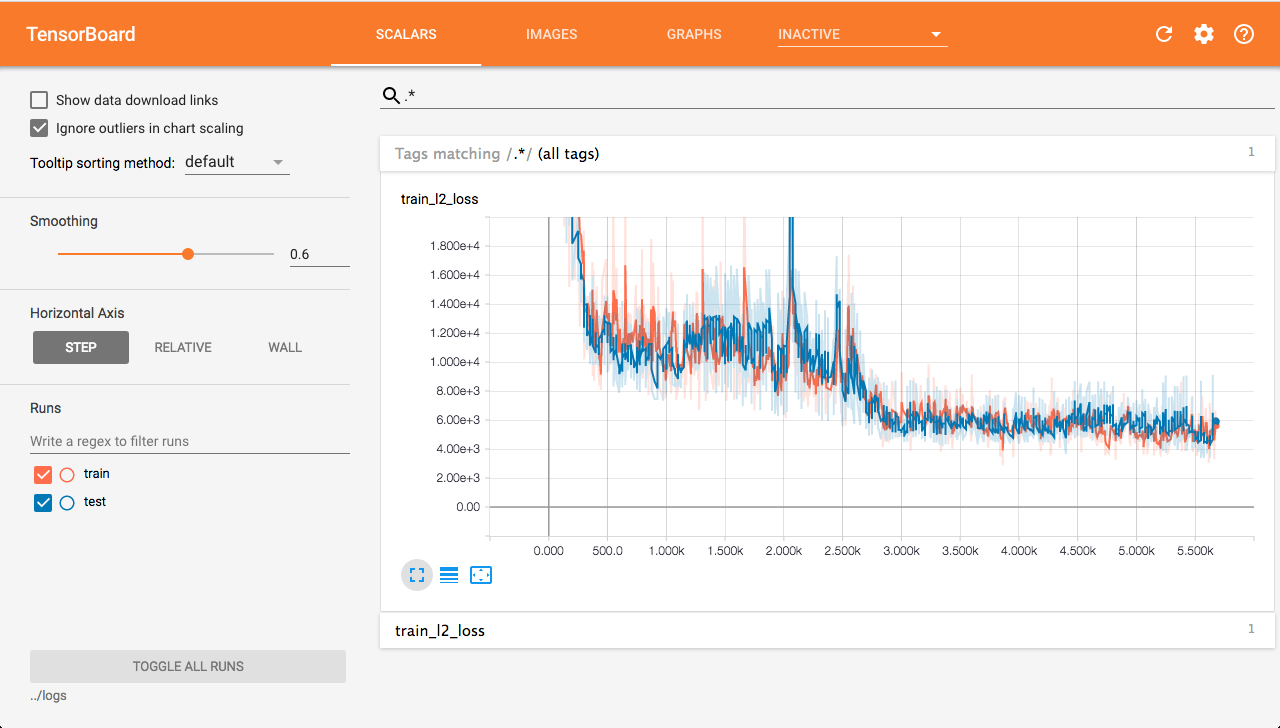 TensorBoard SCALARS IMAGES GRAPHS INACTIVE
Show data download links
Ignore outliers in chart scaling
Tooltip sorting method: default
Smoothing
0.6
Horizontal Axis
STEP RELATIVE WALL
Runs
Write a regex to filter runs
train
test
TOGGLE ALL RUNS
../logs
.*
Tags matching /.*/ (all tags) 1
train_l2_loss
1.800e+4
1.600e+4
1.400e+4
1.200e+4
1.000e+4
8.00e+3
6.00e+3
4.00e+3
2.00e+3
0.00
0.000 500.0 1.000k 1.500k 2.000k 2.500k 3.000k 3.500k 4.000k 4.500k 5.000k 5.500k
train_l2_loss 1